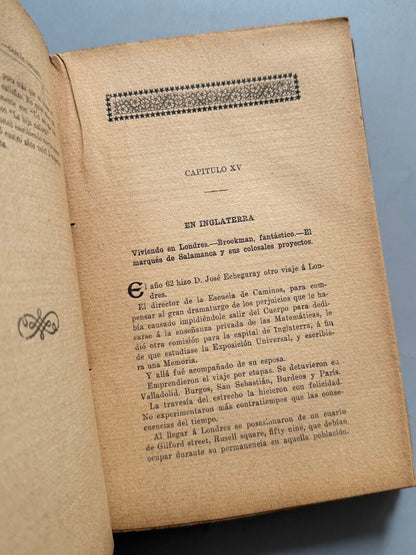 CAPITULO XV
EN INGLATERRA
Viviendo en Londres.—Brookman, fantástico.—El
marqués de Salamanca y sus colosales proyectos.
El año 62 hizo D. José Echegaray otro viaje á Lon-
dres.
El director de la Escuela de Caminos, para com-
pensar al gran dramaturgo de los perjuicios que le ha-
bía causado impidiéndole salir del Cuerpo para dedi-
carse á la enseñanza privada de las Matemáticas, le
dió otra comisión para la capital de Inglaterra, á fin
de que estudiase la Exposición Universal, y escribie-
ra una Memoria.
Y allá fué acompañado de su esposa.
Emprendieron el viaje por etapas. Se detuvieron en
Valladolid, Burgos, San Sebastián, Burdeos y París.
La travesía del estrecho la hicieron con felicidad.
No experimentaron más contratiempos que las conse-
cuencias del tiempo.
Al llegar á Londres se posesionaron de un cuarto
de Gilford street, Rusell square, fifty nine, que debían
ocupar durante su permanencia en aquella población.